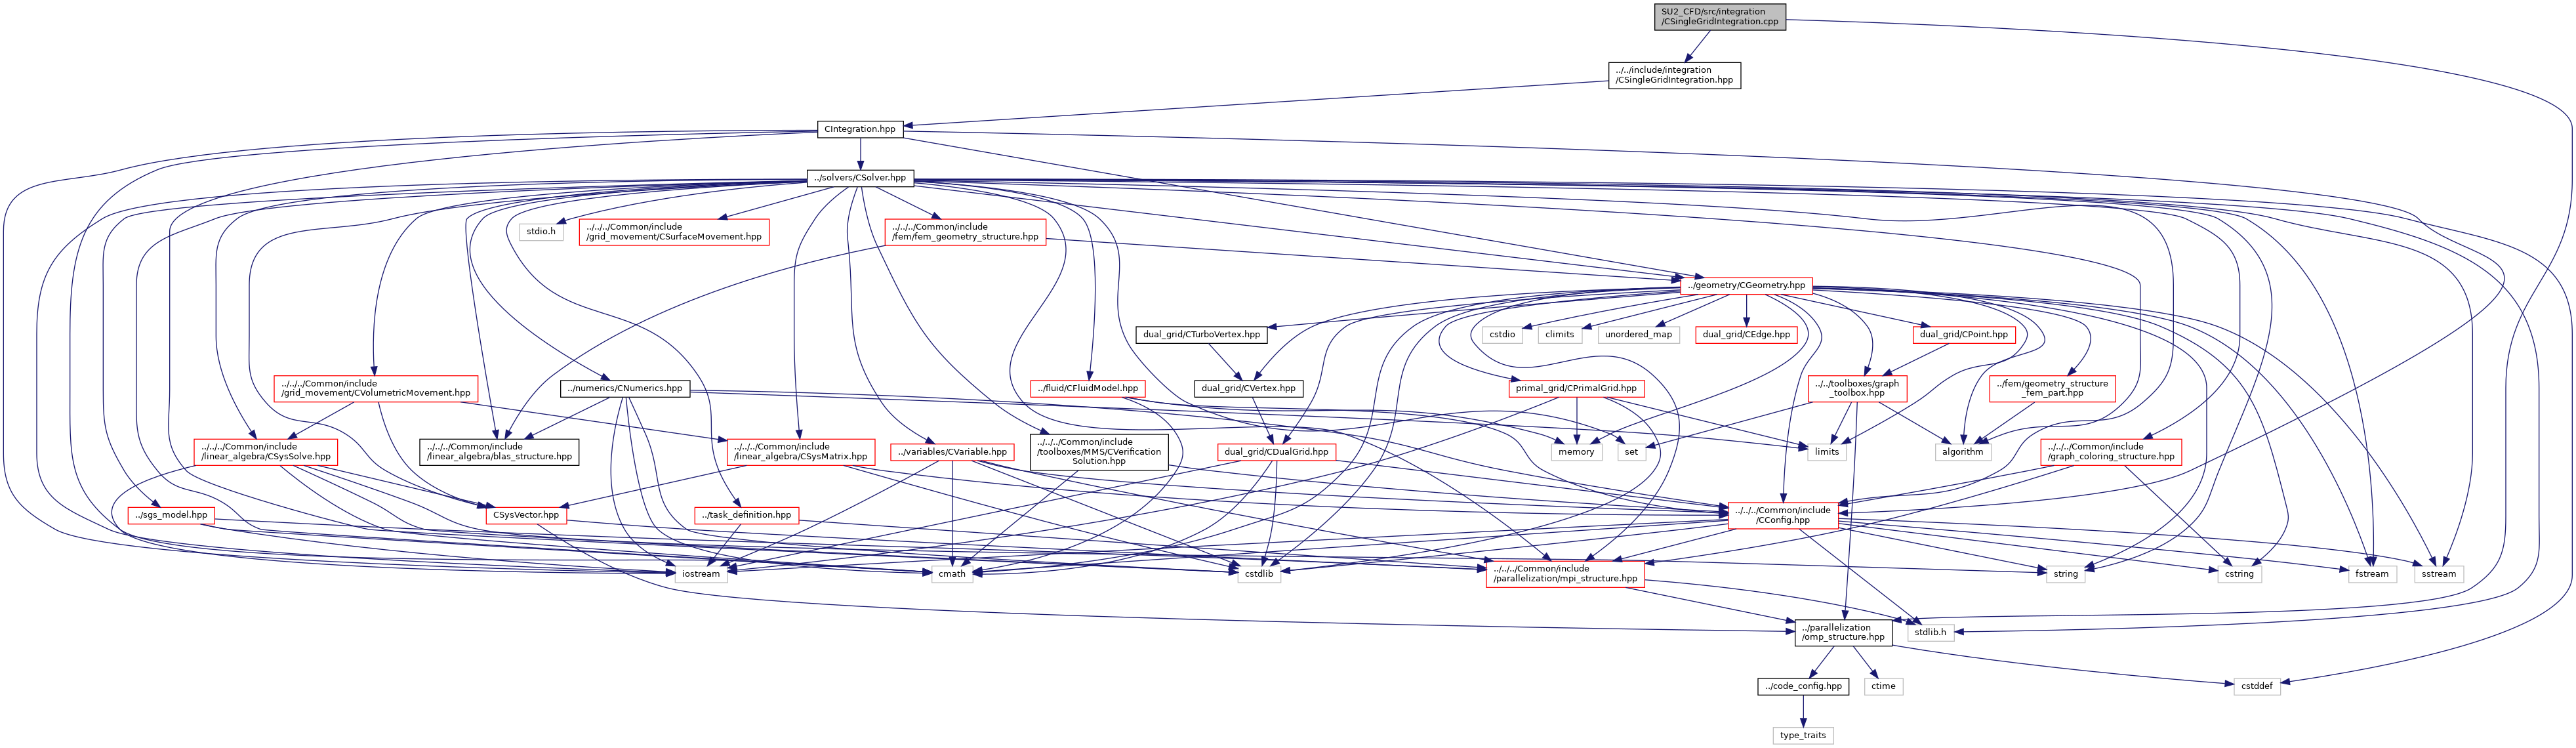 SU2_CFD/src/integration
/CSingleGridIntegration.cpp
../../include/integration
/CSingleGridIntegration.hpp
CIntegration.hpp
../solvers/CSolver.hpp
stdio.h
../../../Common/include
/grid_movement/CSurfaceMovement.hpp
../../../Common/include
/fem/fem_geometry_structure.hpp
../geometry/CGeometry.hpp
dual_grid/CTurboVertex.hpp
cstdio
climits
unordered_map
dual_grid/CEdge.hpp
dual_grid/CPoint.hpp
../../../Common/include
/grid_movement/CVolumetricMovement.hpp
../numerics/CNumerics.hpp
../fluid/CFluidModel.hpp
dual_grid/CVertex.hpp
primal_grid/CPrimalGrid.hpp
../../toolboxes/graph
_toolbox.hpp
../fem/geometry_structure
_fem_part.hpp
../../../Common/include
/linear_algebra/CSysSolve.hpp
../../../Common/include
/linear_algebra/blas_structure.hpp
../../../Common/include
/linear_algebra/CSysMatrix.hpp
../variables/CVariable.hpp
../../../Common/include
/toolboxes/MMS/CVerification
Solution.hpp
dual_grid/CDualGrid.hpp
memory
set
limits
algorithm
../../../Common/include
/graph_coloring_structure.hpp
../sgs_model.hpp
CSysVector.hpp
../task_definition.hpp
../../../Common/include
/CConfig.hpp
iostream
cmath
cstdlib
../../../Common/include
/parallelization/mpi_structure.hpp
string
cstring
fstream
sstream
../parallelization
/omp_structure.hpp
stdlib.h
../code_config.hpp
ctime
cstddef
type_traits